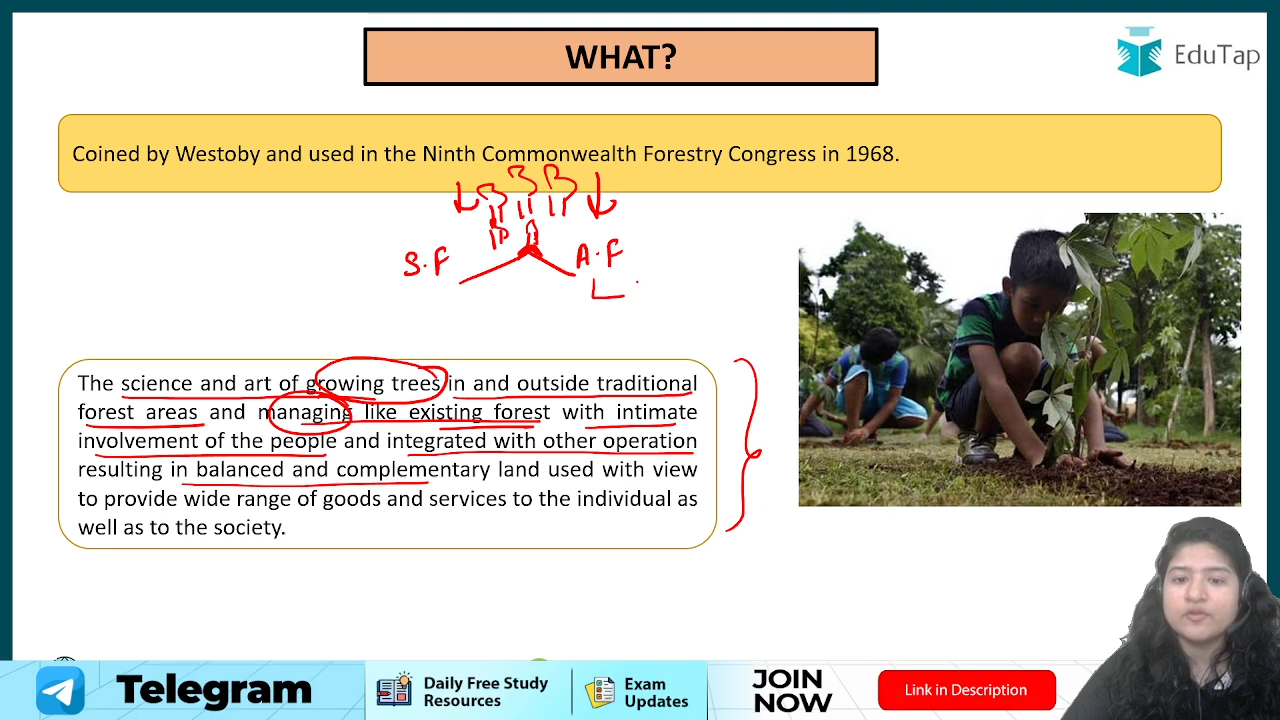 WHAT?
EduTap
Coined by Westoby and used in the Ninth Commonwealth Forestry Congress in 1968.
S.F
A.F
The science and art of growing trees in and outside traditional
forest areas and managing like existing forest with intimate
involvement of the people and integrated with other operation
resulting in balanced and complementary land used with view
to provide wide range of goods and services to the individual as
well as to the society.
Telegram
Daily Free Study
Resources
Exam
Updates
JOIN
NOW
Link in Description